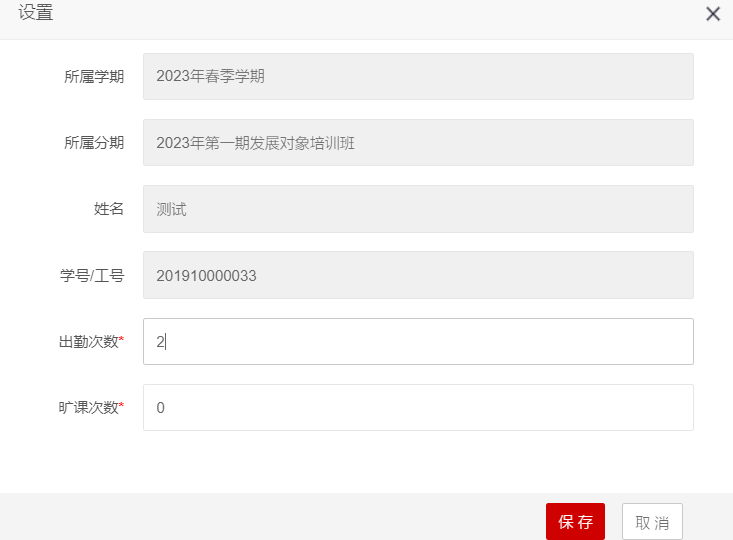 设置
所属学期 2023年春季学期
所属分期 2023年第一期发展对象培训班
姓名 测试
学号/工号 201910000033
出勤次数* 2
旷课次数* 0
保存 取消